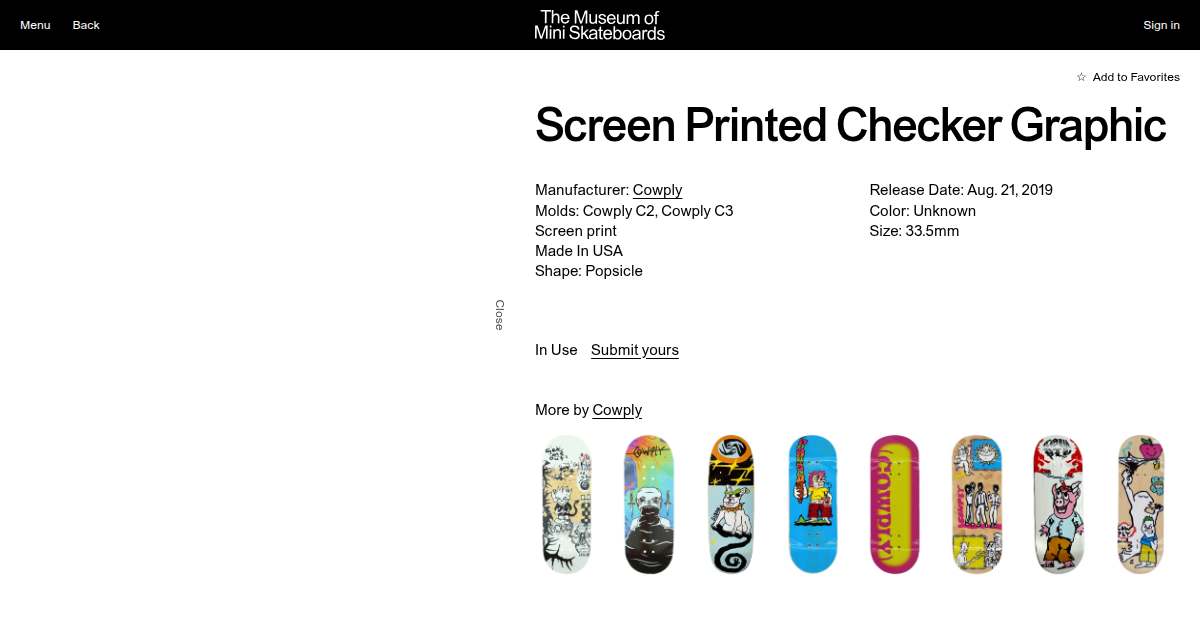 Menu
Back
The Museum of
Mini Skateboards
Sign in
☆ Add to Favorites
Screen Printed Checker Graphic
Manufacturer: Cowply
Molds: Cowply C2, Cowply C3
Screen print
Made In USA
Shape: Popsicle
Release Date: Aug. 21, 2019
Color: Unknown
Size: 33.5mm
Close
In Use
Submit yours
More by Cowply
COWPLY
COWPLY